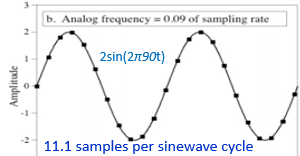 3
b. Analog frequency = 0.09 of sampling rate
2
2sin(2π90t)
1
0
Amplitude
-1
-2
11.1 samples per sinewave cycle